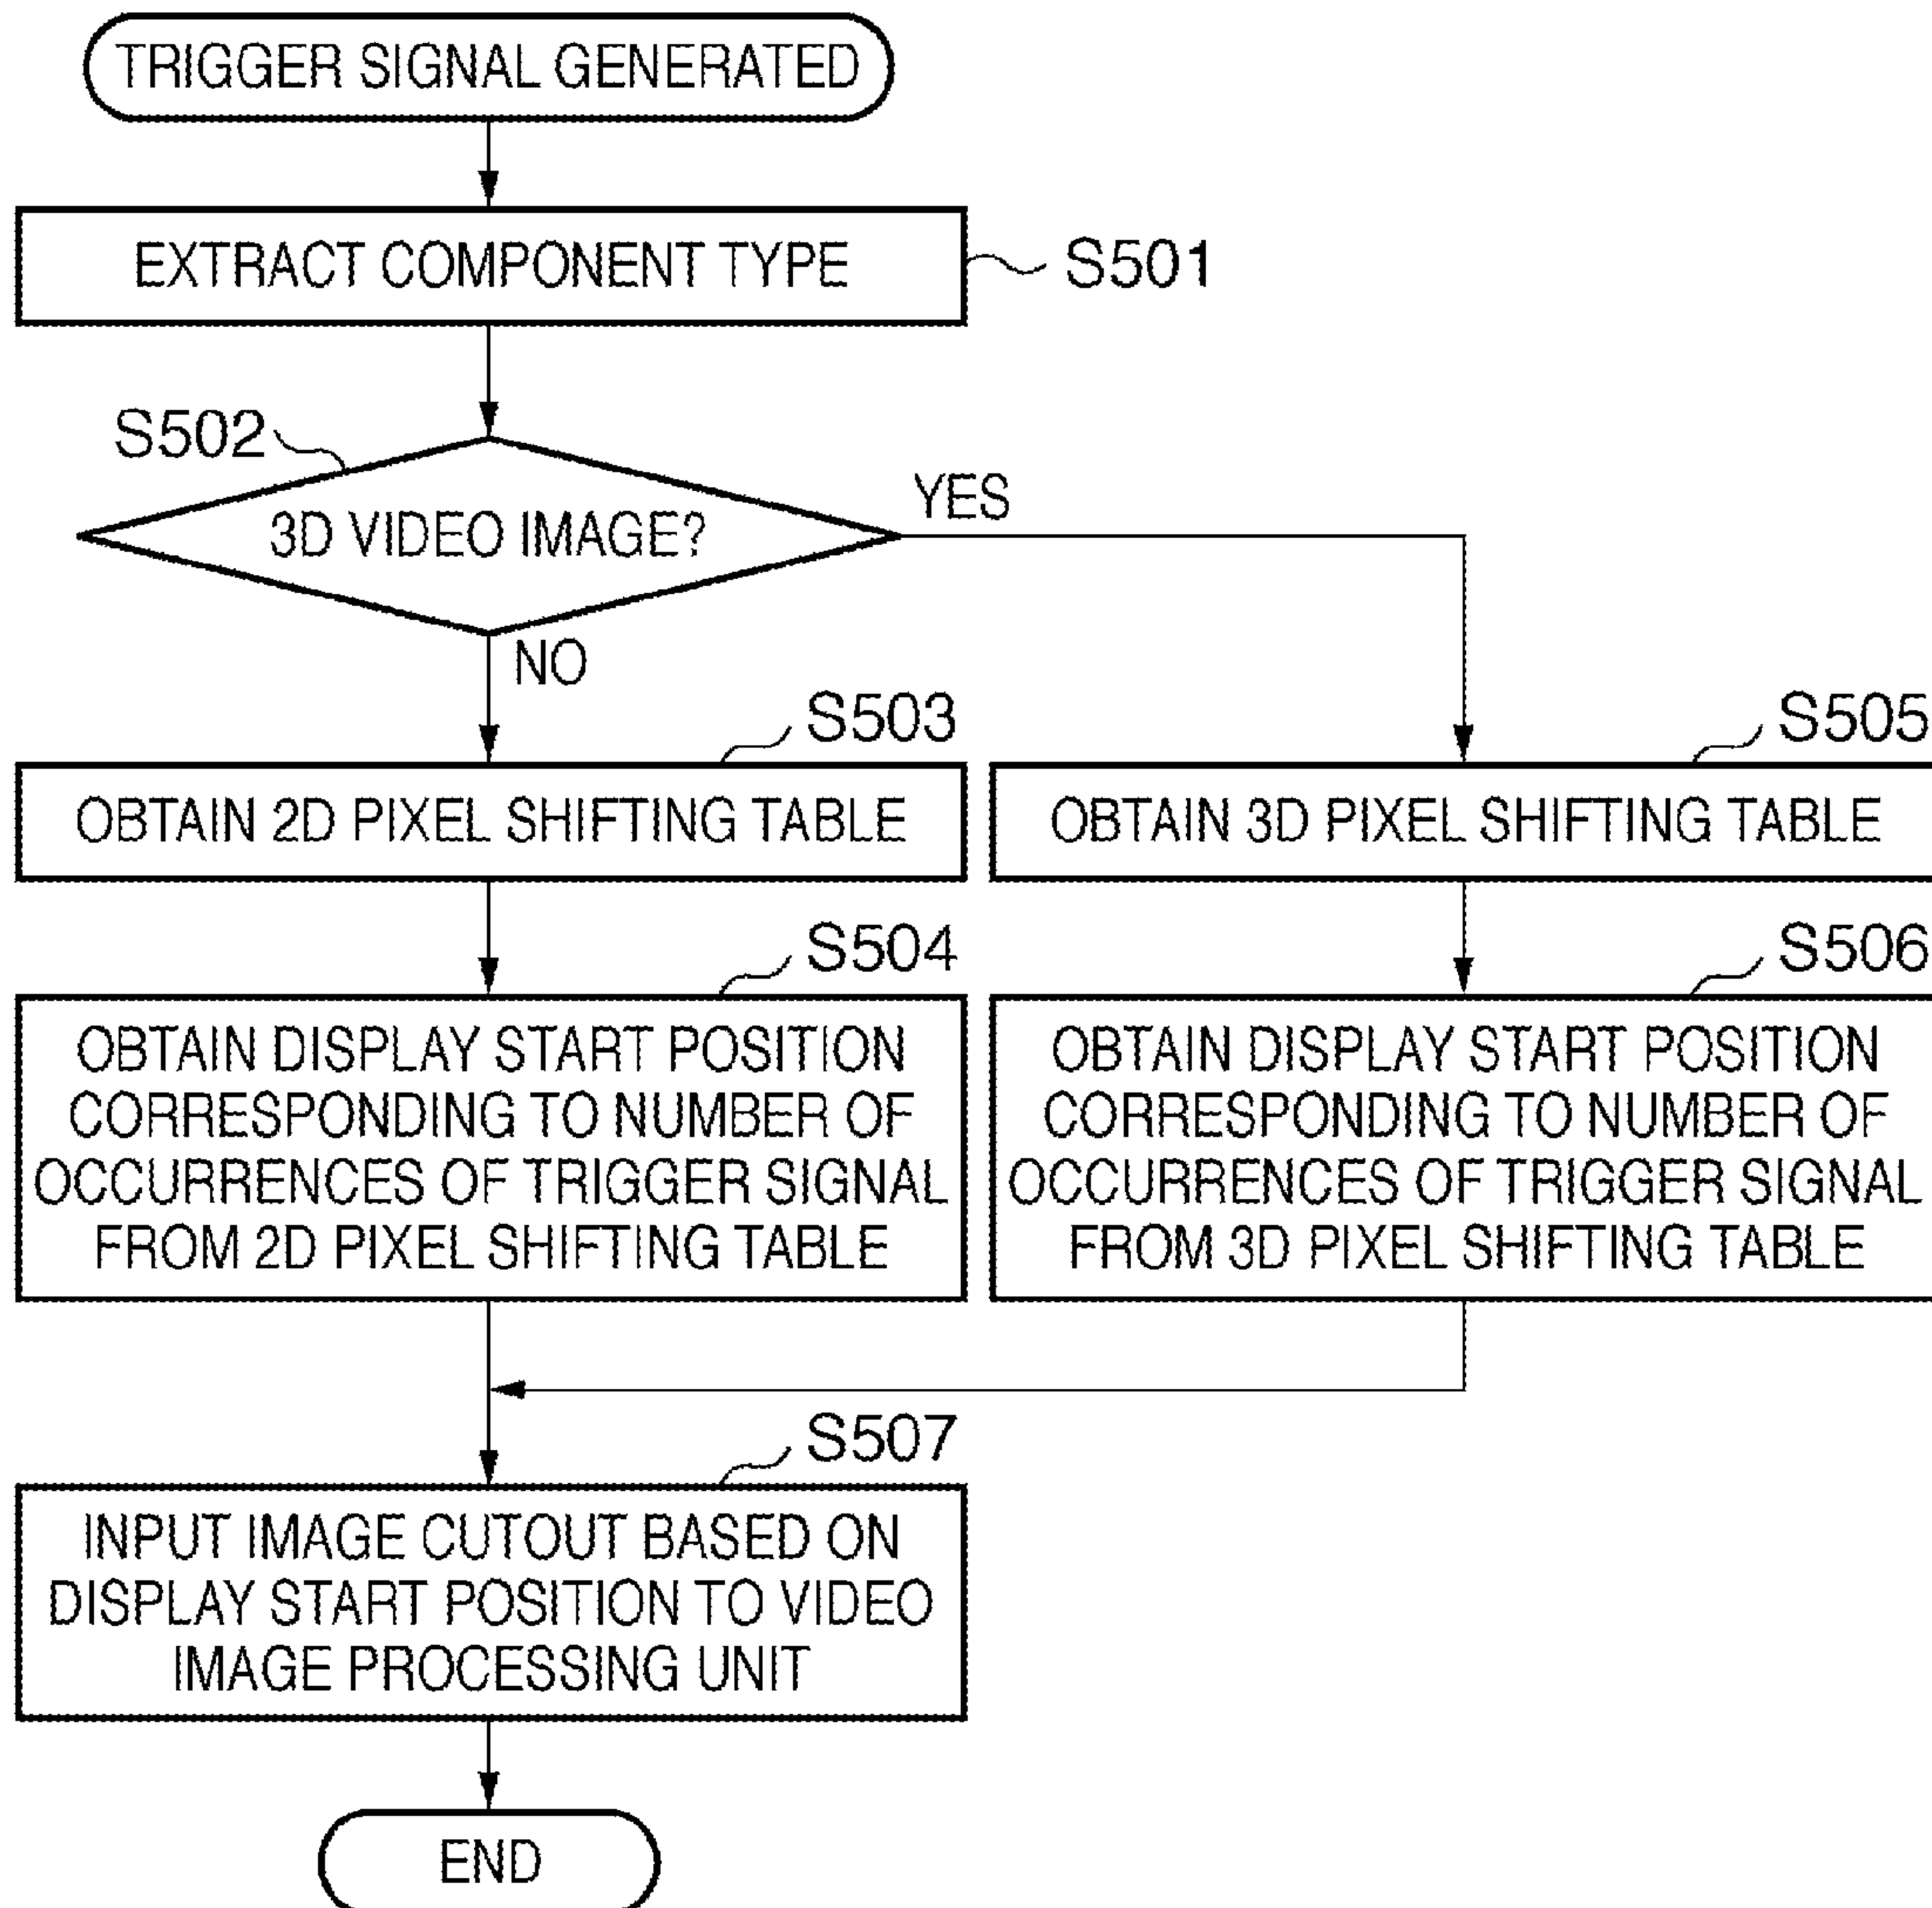 TRIGGER SIGNAL GENERATED
EXTRACT COMPONENT TYPE
S501
S502
3D VIDEO IMAGE?
YES
NO
S503
OBTAIN 2D PIXEL SHIFTING TABLE
S505
OBTAIN 3D PIXEL SHIFTING TABLE
S504
OBTAIN DISPLAY START POSITION
CORRESPONDING TO NUMBER OF
OCCURRENCES OF TRIGGER SIGNAL
FROM 2D PIXEL SHIFTING TABLE
S506
OBTAIN DISPLAY START POSITION
CORRESPONDING TO NUMBER OF
OCCURRENCES OF TRIGGER SIGNAL
FROM 3D PIXEL SHIFTING TABLE
S507
INPUT IMAGE CUTOUT BASED ON
DISPLAY START POSITION TO VIDEO
IMAGE PROCESSING UNIT
END